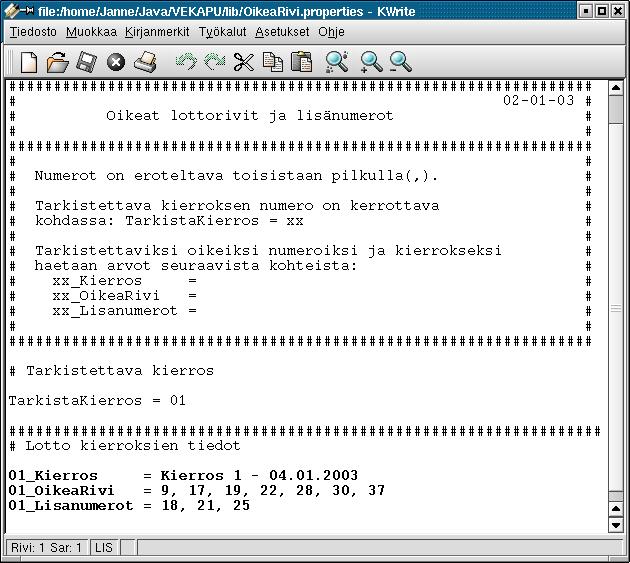 file:/home/Janne/Java/VEKAPU/lib/OikeaRivi.properties - KWrite
Tiedosto Muokkaa Kirjanmerkit Työkalut Asetukset Ohje
#################################################################
# 02-01-03 #
# Oikeat lottorivit ja lisänumerot #
# #
#################################################################
# #
# Numerot on eroteltava toisistaan pilkulla(,). #
# #
# Tarkistettava kierroksen numero on kerrottava #
# kohdassa: TarkistaKierros = xx #
# #
# Tarkistettaviksi oikeiksi numeroiksi ja kierrokseksi #
# haetaan arvot seuraavista kohteista: #
# xx_Kierros = #
# xx_OikeaRivi = #
# xx_Lisanumerot = #
# #
#################################################################
# Tarkistettava kierros
TarkistaKierros = 01
##################################################################
# Lotto kierroksien tiedot
01_Kierros = Kierros 1 - 04.01.2003
01_OikeaRivi = 9, 17, 19, 22, 28, 30, 37
01_Lisanumerot = 18, 21, 25
Rivi: 1 Sar: 1 LIS